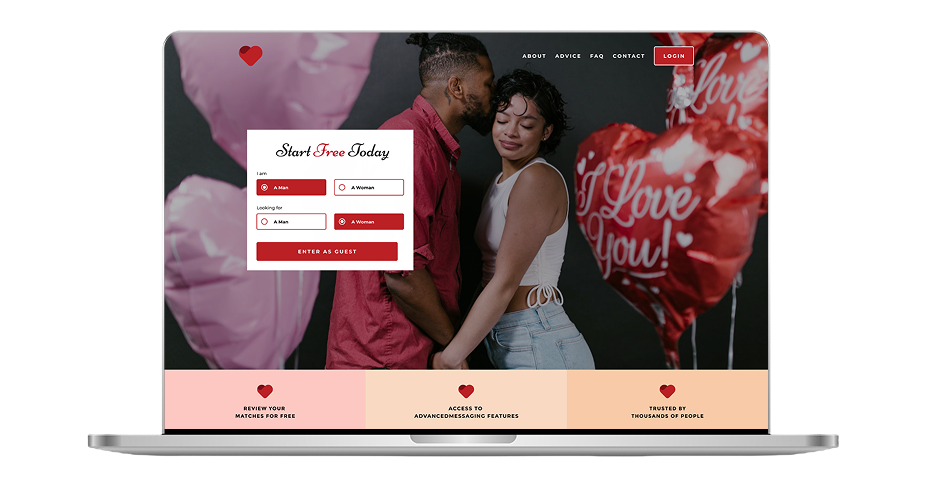 ABOUT ADVICE FAQ CONTACT LOGIN
Love
Start Free Today
I am
A Man A Woman
Looking for
A Man A Woman
ENTER AS GUEST
I Love
You!
REVIEW YOUR
MATCHES FOR FREE
ACCESS TO
ADVANCEDMESSAGING FEATURES
TRUSTED BY
THOUSANDS OF PEOPLE